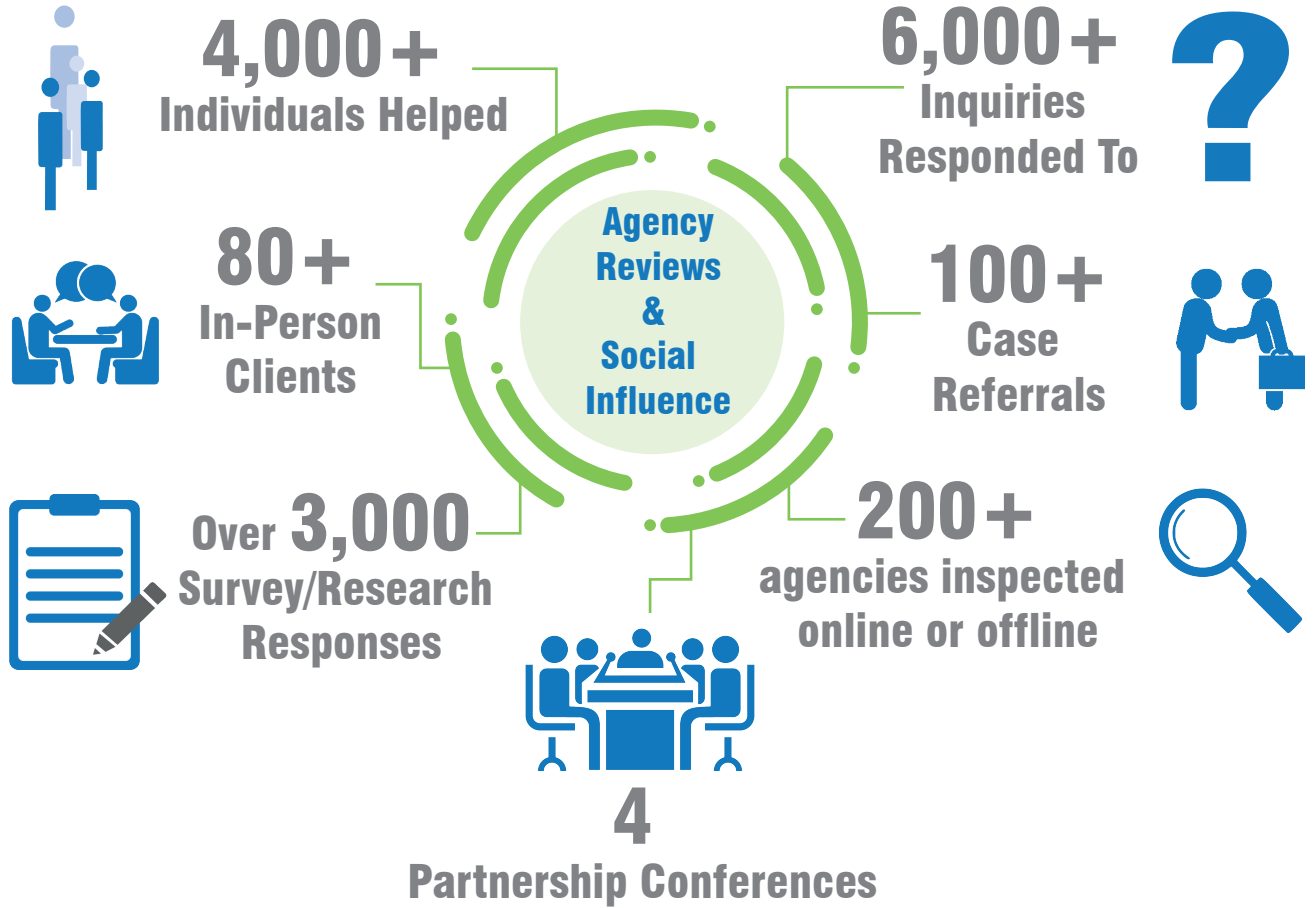 4,000+
Individuals Helped
6,000+
Inquiries
Responded To
?
Agency
Reviews
&
Social
Influence
80+
In-Person
Clients
100+
Case
Referrals
Over 3,000
Survey/Research
Responses
200+
agencies inspected
online or offline
4
Partnership Conferences